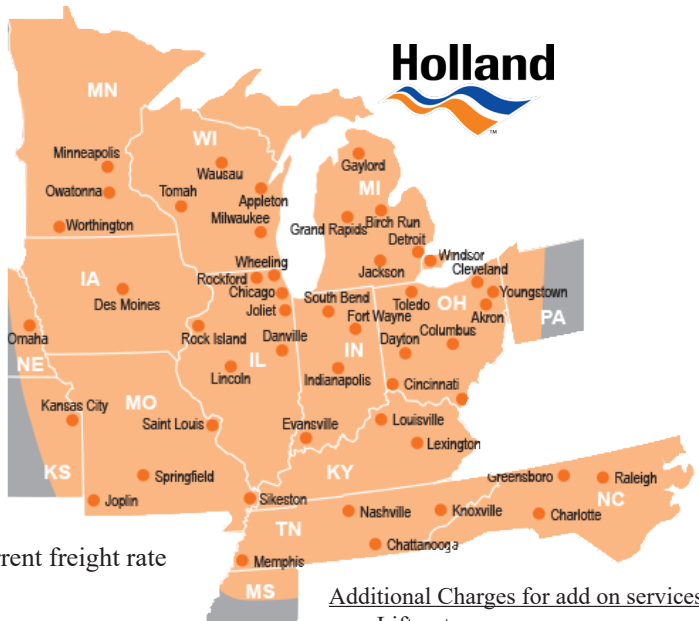 Holland
™
MN
WI
Minneapolis
Wausau
Gaylord
MI
Owatonna
Tomah
Appleton
Worthington
Milwaukee
Grand Rapids
Birch Run
Detroit
Windsor
Jackson
Cleveland
IA
Wheeling
Rockford
Chicago
Des Moines
Joliet
South Bend
Toledo
OH
Youngstown
Akron
PA
Fort Wayne
Omaha
Rock Island
Danville
Dayton
Columbus
NE
IL
IN
Lincoln
Indianapolis
Cincinnati
Kansas City
MO
Saint Louis
Evansville
Louisville
Lexington
KS
Springfield
KY
Greensboro
Raleigh
Joplin
Sikeston
NC
TN
Nashville
Knoxville
Charlotte
Chattanooga
rrent freight rate
Memphis
MS
Additional Charges for add on services